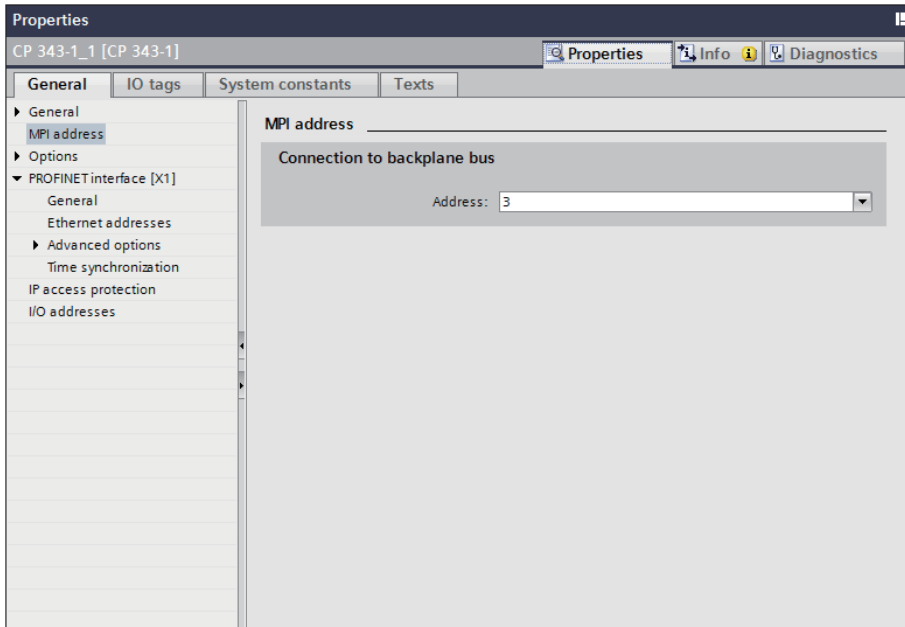 Properties
CP 343-1_1 [CP 343-1]
Properties
Info
Diagnostics
General
IO tags
System constants
Texts
General
MPI address
Options
PROFINET interface [X1]
General
Ethernet addresses
Advanced options
Time synchronization
IP access protection
I/O addresses
MPI address
Connection to backplane bus
Address: 3